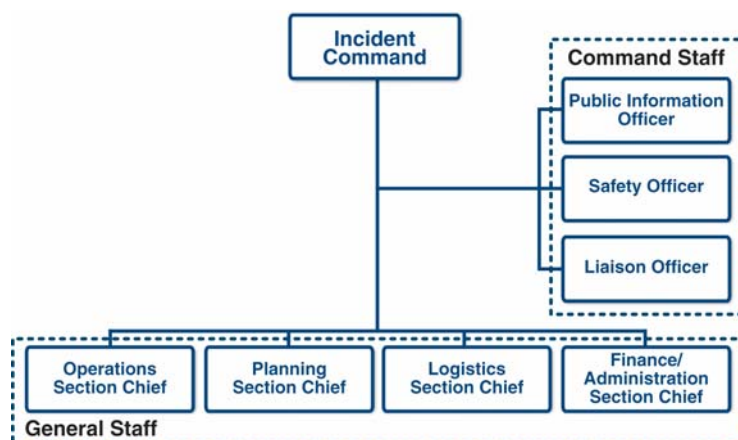 Incident
Command
Command Staff
Public Information
Officer
Safety Officer
Liaison Officer
Operations
Section Chief
Planning
Section Chief
Logistics
Section Chief
Finance/
Administration
Section Chief
General Staff